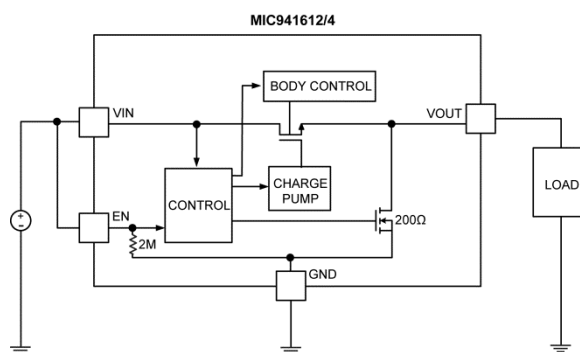 MIC941612/4
BODY CONTROL
VIN
VOUT
CONTROL
CHARGE
PUMP
LOAD
EN
200Ω
2M
GND